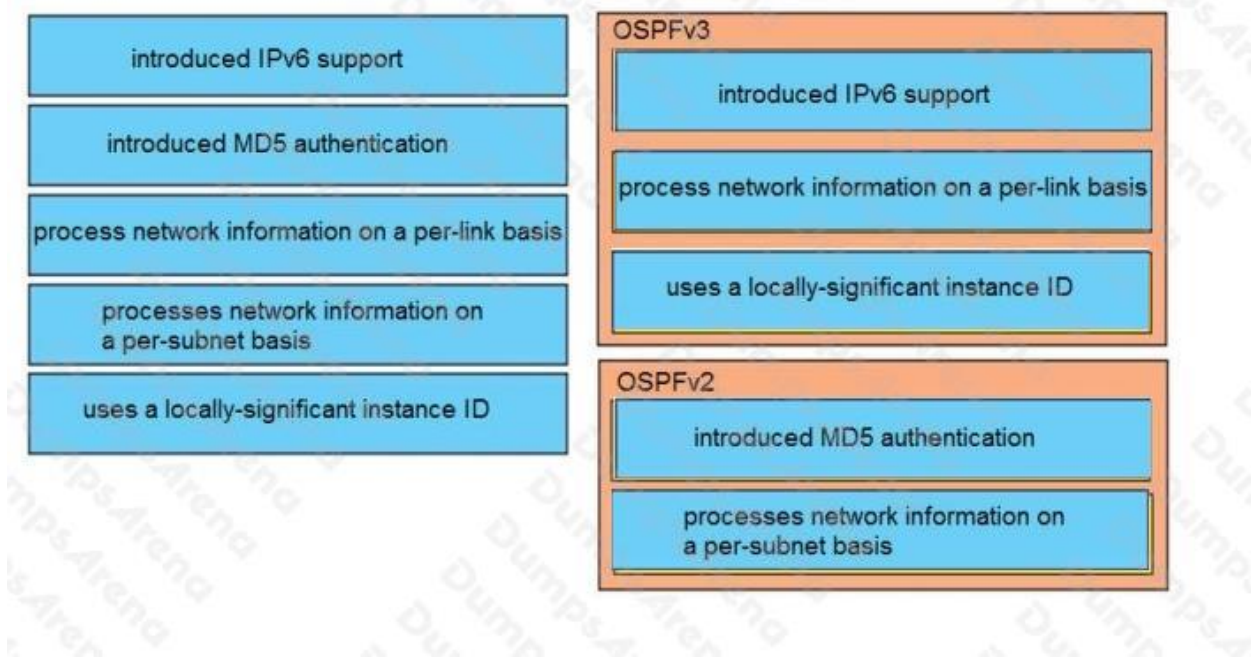 introduced IPv6 support
introduced MD5 authentication
process network information on a per-link basis
processes network information on
a per-subnet basis
uses a locally-significant instance ID
OSPFv3
introduced IPv6 support
process network information on a per-link basis
uses a locally-significant instance ID
OSPFv2
introduced MD5 authentication
processes network information on
a per-subnet basis
DumpsArena